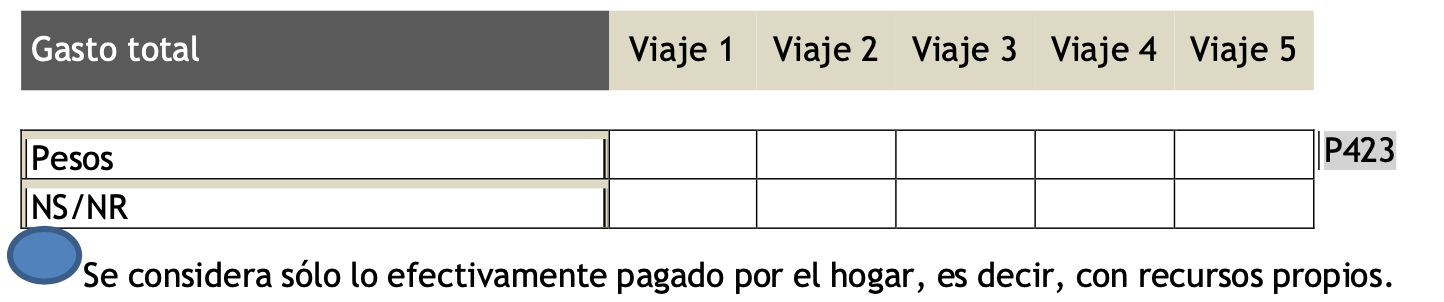 Gasto total Viaje 1 Viaje 2 Viaje 3 Viaje 4 Viaje 5
Pesos P423
NS/NR
Se considera sólo lo efectivamente pagado por el hogar, es decir, con recursos propios.